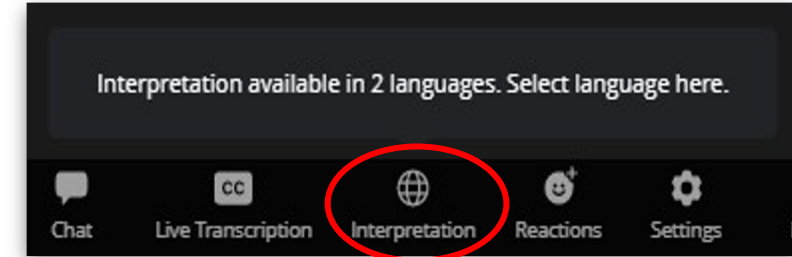 Interpretation available in 2 languages. Select language here.
CC
Chat Live Transcription Interpretation Reactions Settings